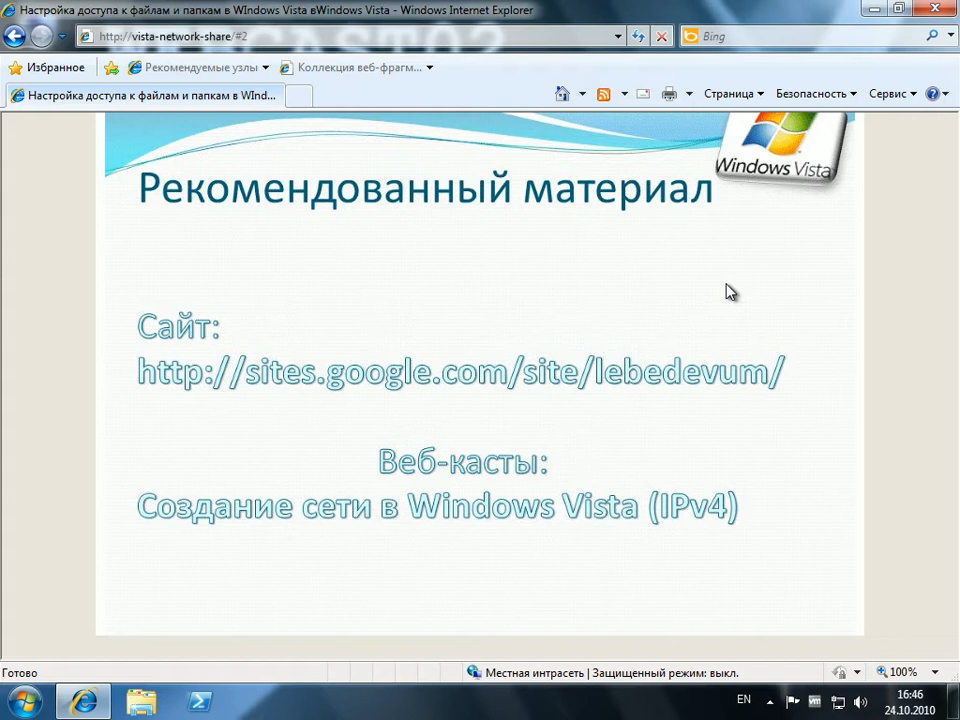 Настройка доступа к файлам и папкам в WIndows Vista вWindows Vista - Windows Internet Explorer
http://vista-network-share/#2
Bing
Избранное
Рекомендуемые узлы
Коллекция веб-фрагм...
Настройка доступа к файлам и папкам в WInd...
Страница
Безопасность
Сервис
Windows Vista
Рекомендованный материал
Сайт:
http://sites.google.com/site/lebedevum/
Веб-касты:
Создание сети в Windows Vista (IPv4)
Готово
Местная интрасеть | Защищенный режим: выкл.
100%
EN
16:46
24.10.2010